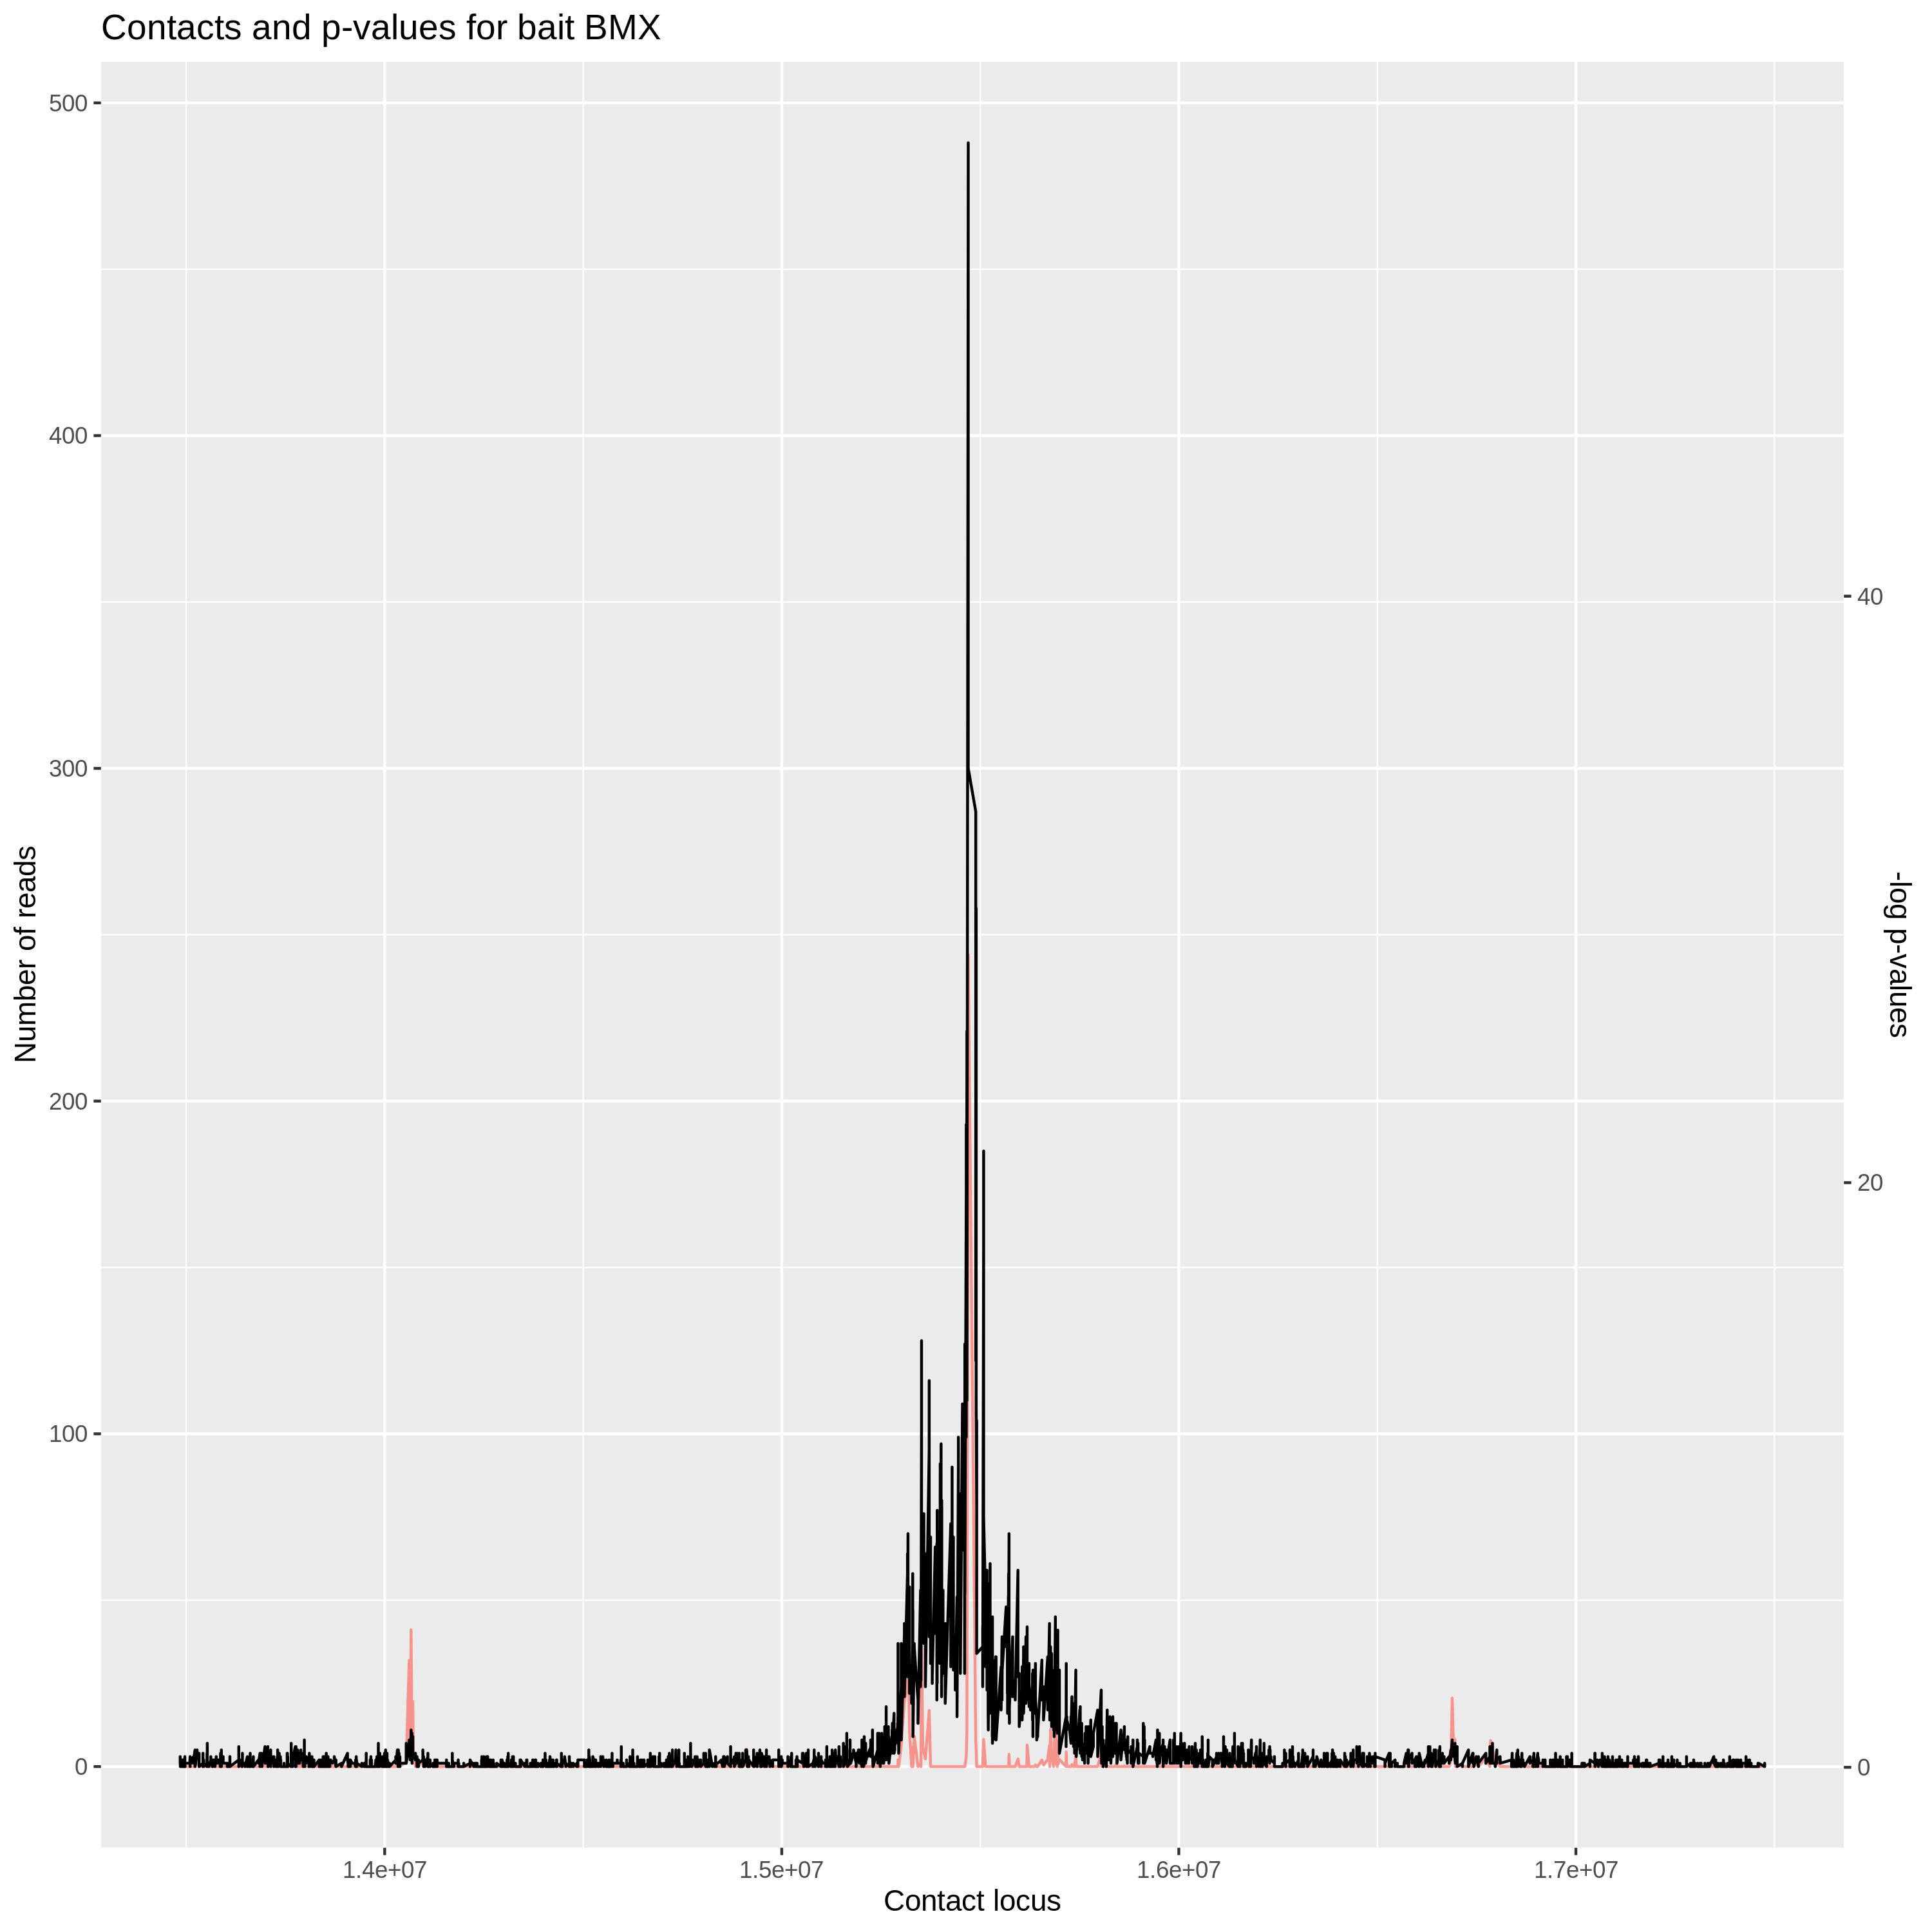 Contacts and p-values for bait BMX
500
400
300
200
100
0
Number of reads
40
20
0
-log p-values
1.4e+07
1.5e+07
1.6e+07
1.7e+07
Contact locus